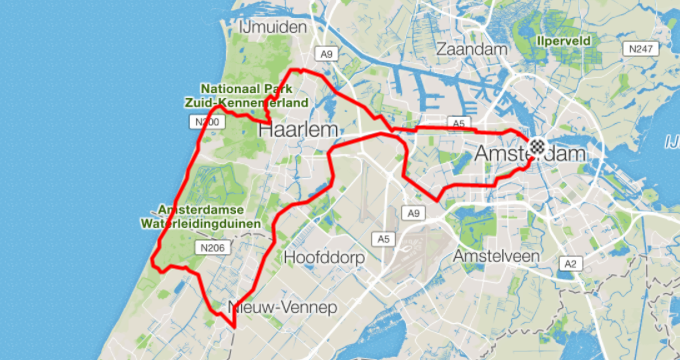 IJmuiden
A9
Zaandam
Ilperveld
N247
Nationaal Park
Zuid-Kennemerland
N200
Haarlem
A5
Amsterdam
Amsterdamse
Waterleidingduinen
A9
N206
A5
Hoofddorp
Amstelveen
A2
Nieuw-Vennep